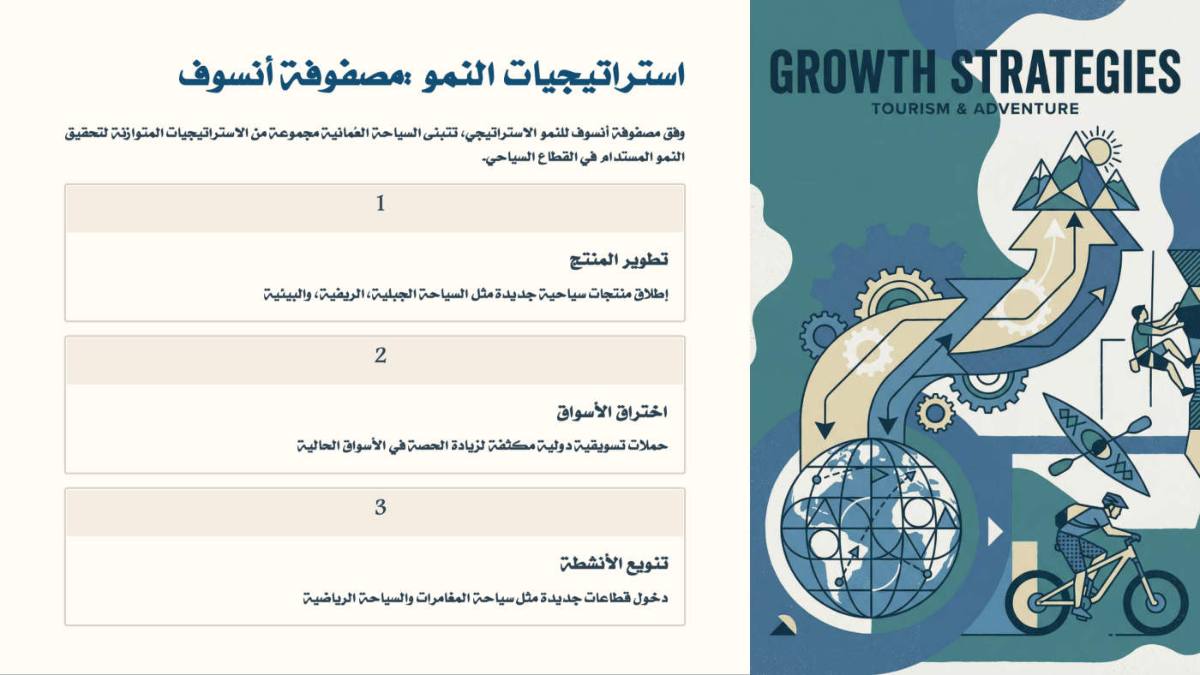 استراتيجيات النمو :مصفوفة أنسوف
وفق مصفوفة أنسوف للنمو الاستراتيجي، تتبنى السياحة العُمانية مجموعة من الاستراتيجيات المتوازنة لتحقيق
النمو المستدام في القطاع السياحي.
1
تطوير المنتج
إطلاق منتجات سياحية جديدة مثل السياحة الجبلية، الريفية، والبيئية
2
اختراق الأسواق
حملات تسويقية دولية مكثفة لزيادة الحصة في الأسواق الحالية
3
تنويع الأنشطة
دخول قطاعات جديدة مثل سياحة المغامرات والسياحة الرياضية
GROWTH STRATEGIES
TOURISM & ADVENTURE